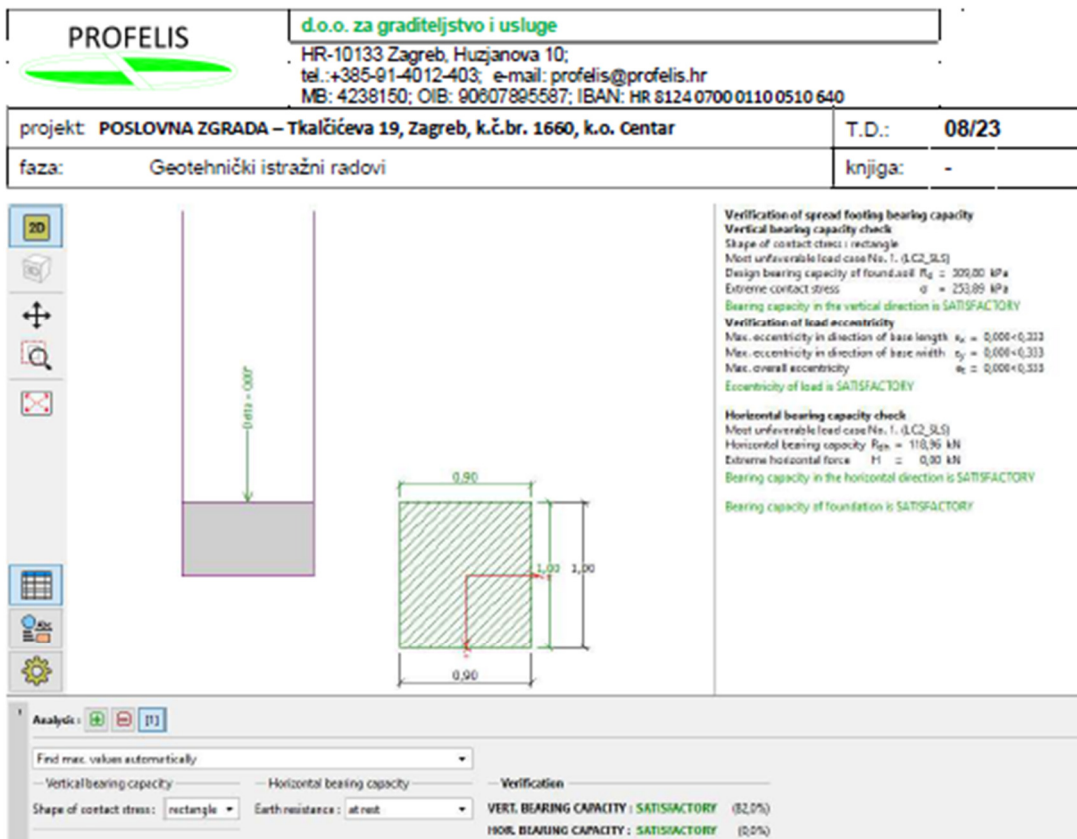 PROFELIS
d.o.o. za graditeljstvo i usluge
HR-10133 Zagreb, Huzjanova 10;
tel.:+385-91-4012-403; e-mail: profelis@profelis.hr
MB: 4238150; OIB: 90607895587; IBAN: HR 8124 0700 0110 0510 640
projekt: POSLOVNA ZGRADA – Tkalčićeva 19, Zagreb, k.č.br. 1660, k.o. Centar
T.D.: 08/23
faza: Geotehnički istražni radovi
knjiga: -
2D
Delta = 0,00°
0,90
1,00 1,00
0,90
Verification of spread footing bearing capacity
Vertical bearing capacity check
Shape of contact stress : rectangle
Most unfavorable load case No. 1. (LC2_SLS)
Design bearing capacity of found.soil Rd = 309,80 kPa
Extreme contact stress σ = 253,89 kPa
Bearing capacity in the vertical direction is SATISFACTORY
Verification of load eccentricity
Max. eccentricity in direction of base length ex = 0,000<0,333
Max. eccentricity in direction of base width ey = 0,000<0,333
Max. overall eccentricity et = 0,000<0,333
Eccentricity of load is SATISFACTORY
Horizontal bearing capacity check
Most unfavorable load case No. 1. (LC2_SLS)
Horizontal bearing capacity Rdh = 118,96 kN
Extreme horizontal force H = 0,00 kN
Bearing capacity in the horizontal direction is SATISFACTORY
Bearing capacity of foundation is SATISFACTORY
Abc
Analysis : [1]
Find max. values automatically
Vertical bearing capacity
Horizontal bearing capacity
Verification
Shape of contact stress : rectangle
Earth resistance : at rest
VERT. BEARING CAPACITY : SATISFACTORY (82,0%)
HOR. BEARING CAPACITY : SATISFACTORY (0,0%)